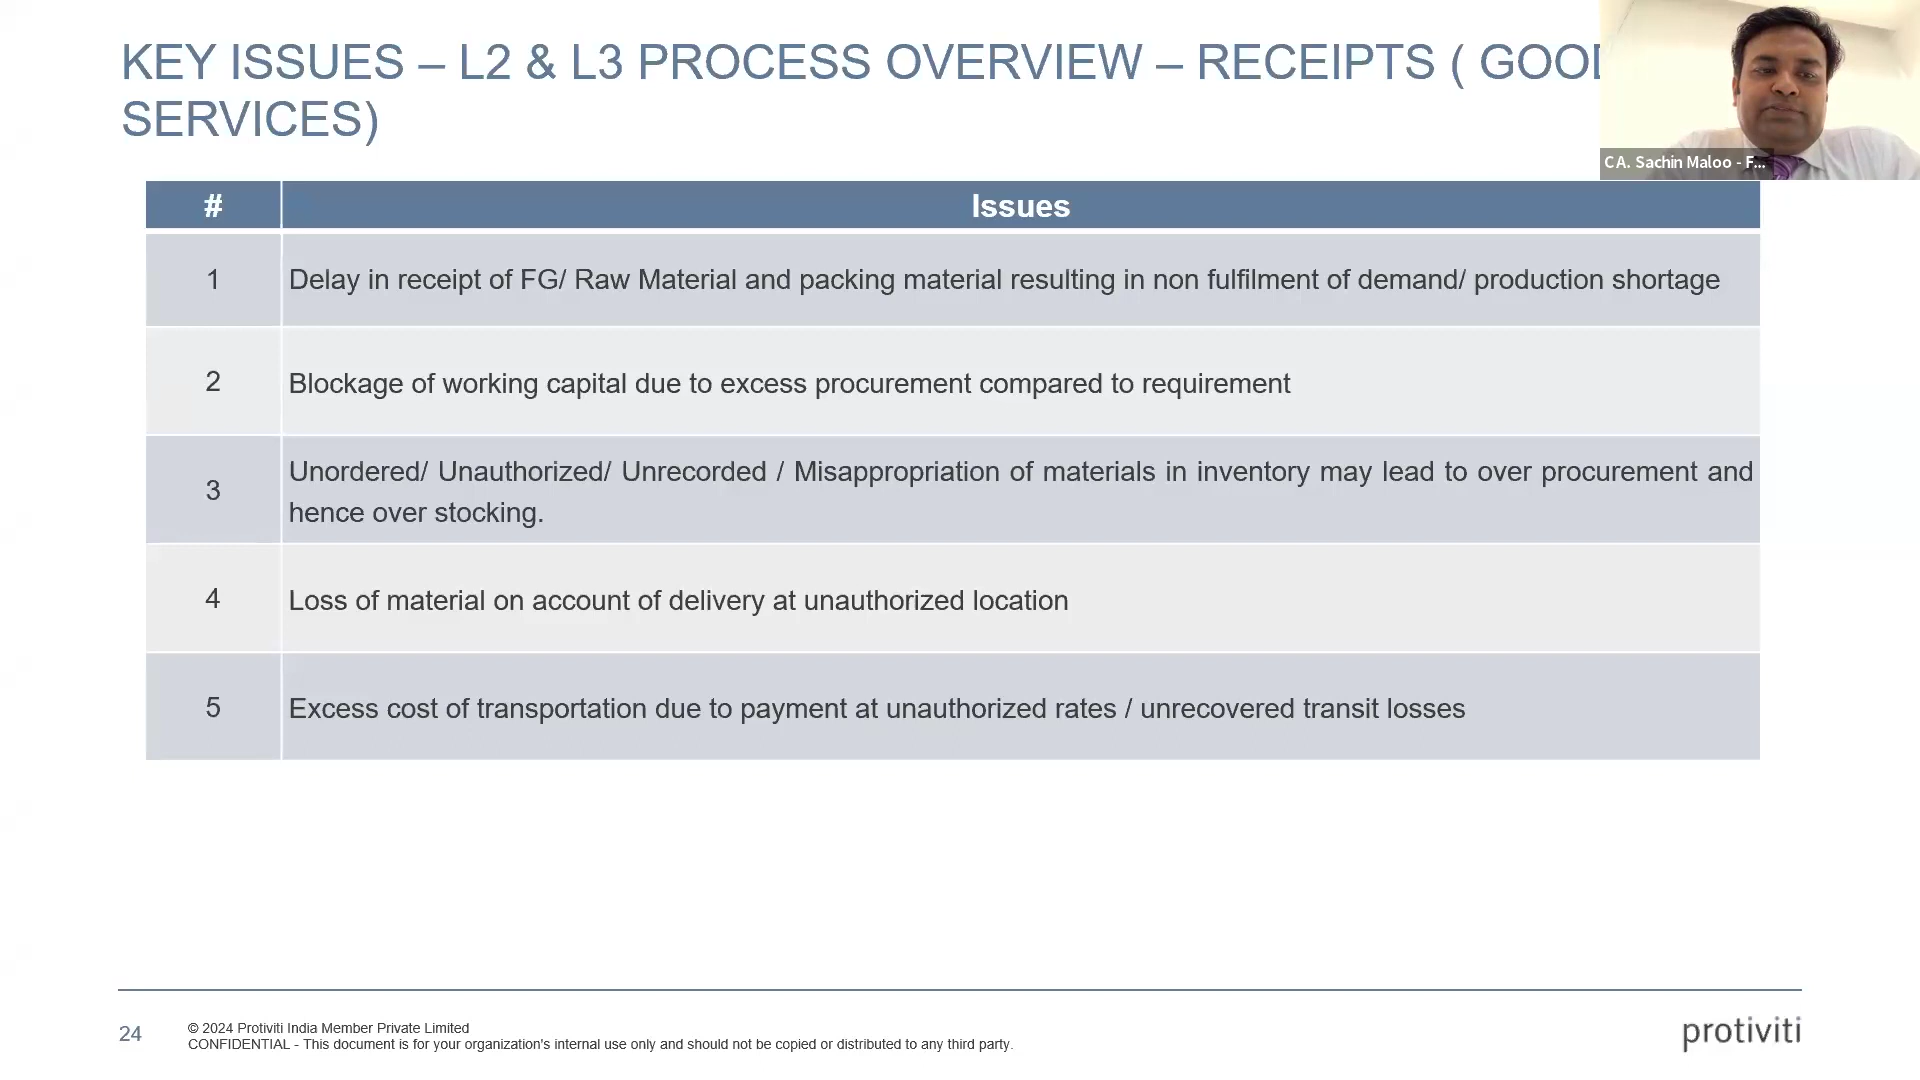 KEY ISSUES – L2 & L3 PROCESS OVERVIEW – RECEIPTS (
SERVICES)
CA. Sachin Maloo - F...
# Issues
1 Delay in receipt of FG/ Raw Material and packing material resulting in non fulfilment of demand/ production shortage
2 Blockage of working capital due to excess procurement compared to requirement
3 Unordered/ Unauthorized/ Unrecorded / Misappropriation of materials in inventory may lead to over procurement and
hence over stocking.
4 Loss of material on account of delivery at unauthorized location
5 Excess cost of transportation due to payment at unauthorized rates / unrecovered transit losses
24
© 2024 Protiviti India Member Private Limited
CONFIDENTIAL - This document is for your organization's internal use only and should not be copied or distributed to any third party.
protiviti